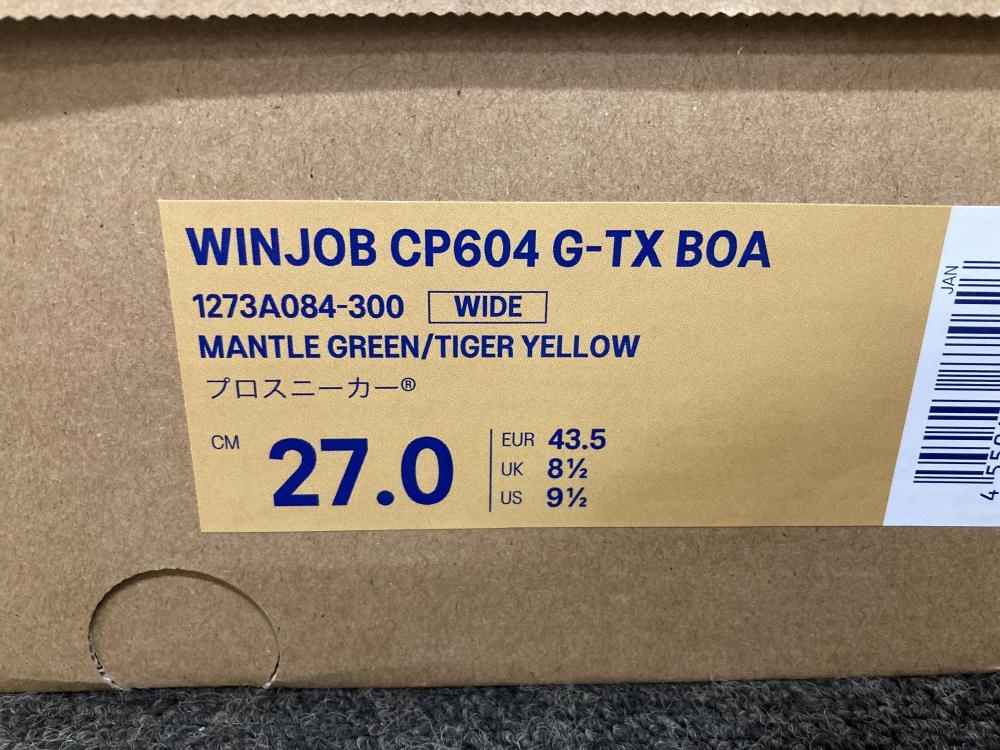 WINJOB CP604 G-TX BOA
1273A084-300 WIDE
MANTLE GREEN/TIGER YELLOW
プロスニーカー®
CM 27.0
EUR 43.5
UK 8½
US 9½
JAN